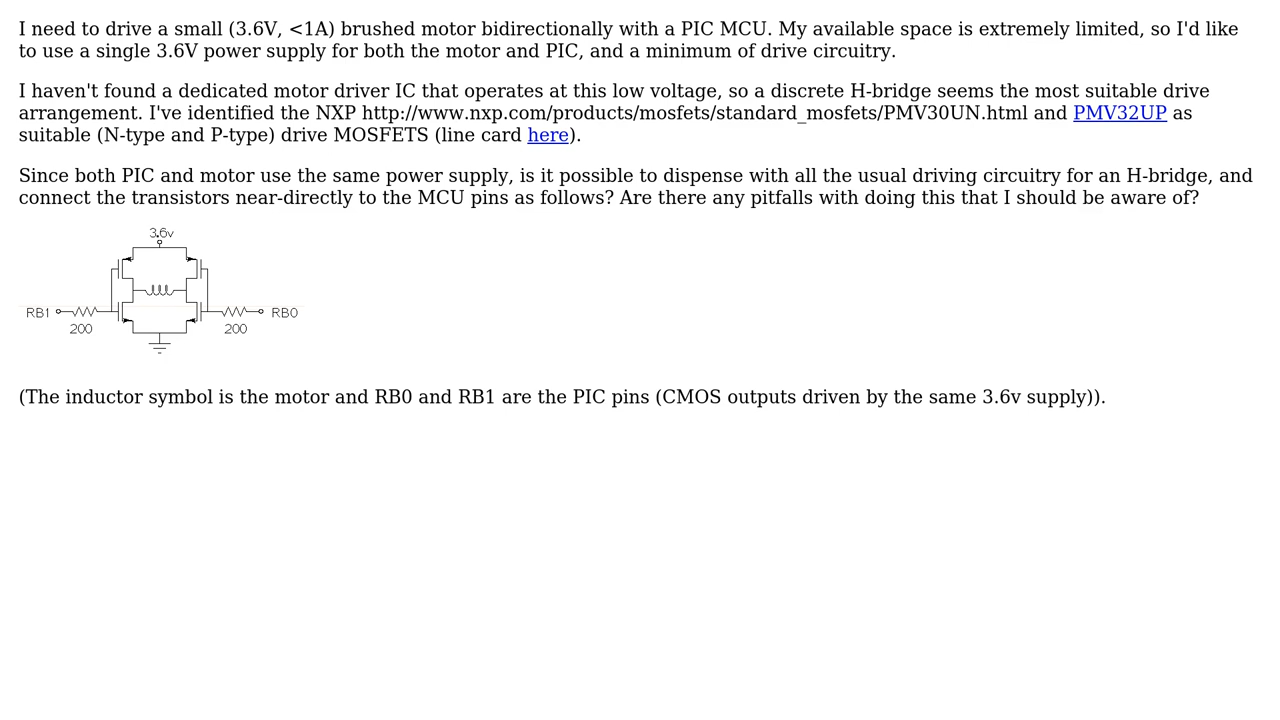 I need to drive a small (3.6V, <1A) brushed motor bidirectionally with a PIC MCU. My available space is extremely limited, so I'd like
to use a single 3.6V power supply for both the motor and PIC, and a minimum of drive circuitry.
I haven't found a dedicated motor driver IC that operates at this low voltage, so a discrete H-bridge seems the most suitable drive
arrangement. I've identified the NXP http://www.nxp.com/products/mosfets/standard_mosfets/PMV30UN.html and PMV32UP as
suitable (N-type and P-type) drive MOSFETS (line card here).
Since both PIC and motor use the same power supply, is it possible to dispense with all the usual driving circuitry for an H-bridge, and
connect the transistors near-directly to the MCU pins as follows? Are there any pitfalls with doing this that I should be aware of?
3.6v
RB1
RB0
200
200
(The inductor symbol is the motor and RB0 and RB1 are the PIC pins (CMOS outputs driven by the same 3.6v supply)).